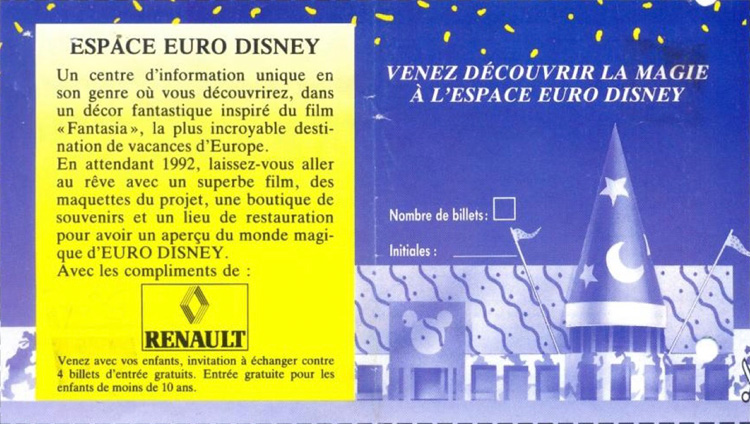 ESPACE EURO DISNEY
Un centre d'information unique en
son genre où vous découvrirez, dans
un décor fantastique inspiré du film
«Fantasia», la plus incroyable desti-
nation de vacances d'Europe.
En attendant 1992, laissez-vous aller
au rêve avec un superbe film, des
maquettes du projet, une boutique de
souvenirs et un lieu de restauration
pour avoir un aperçu du monde magi-
que d'EURO DISNEY.
Avec les compliments de :
RENAULT
Venez avec vos enfants, invitation à échanger contre
4 billets d'entrée gratuits. Entrée gratuite pour les
enfants de moins de 10 ans.
VENEZ DÉCOUVRIR LA MAGIE
À L'ESPACE EURO DISNEY
Nombre de billets:
Initiales :